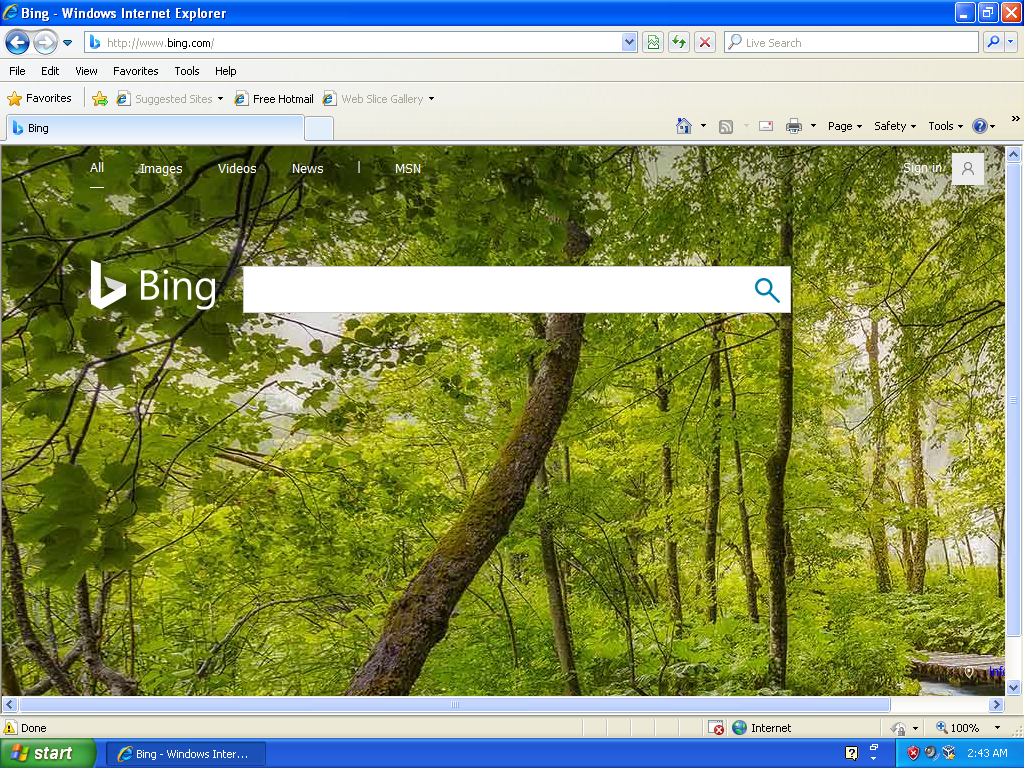 Bing - Windows Internet Explorer
http://www.bing.com/
Live Search
File Edit View Favorites Tools Help
Favorites Suggested Sites Free Hotmail Web Slice Gallery
Bing
Page Safety Tools
All Images Videos News | MSN Sign in
Bing
Done Internet 100%
start Bing - Windows Inter... 2:43 AM